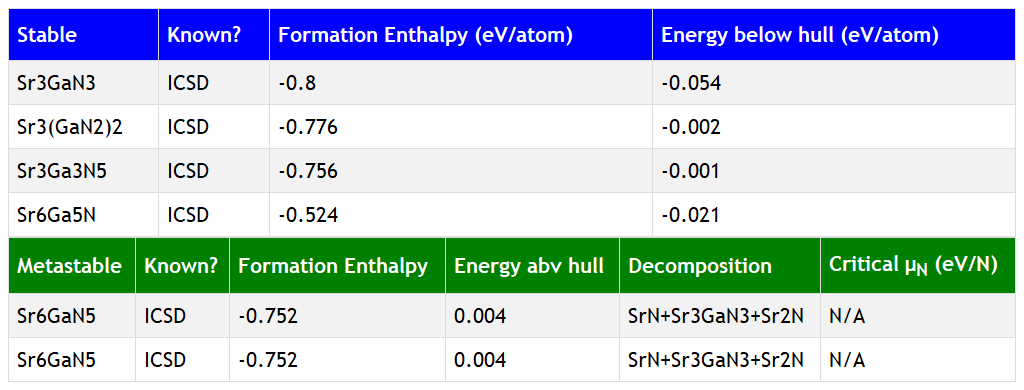 Stable Known? Formation Enthalpy (eV/atom) Energy below hull (eV/atom)
Sr3GaN3 ICSD -0.8 -0.054
Sr3(GaN2)2 ICSD -0.776 -0.002
Sr3Ga3N5 ICSD -0.756 -0.001
Sr6Ga5N ICSD -0.524 -0.021
Metastable Known? Formation Enthalpy Energy abv hull Decomposition Critical μN (eV/N)
Sr6GaN5 ICSD -0.752 0.004 SrN+Sr3GaN3+Sr2N N/A
Sr6GaN5 ICSD -0.752 0.004 SrN+Sr3GaN3+Sr2N N/A